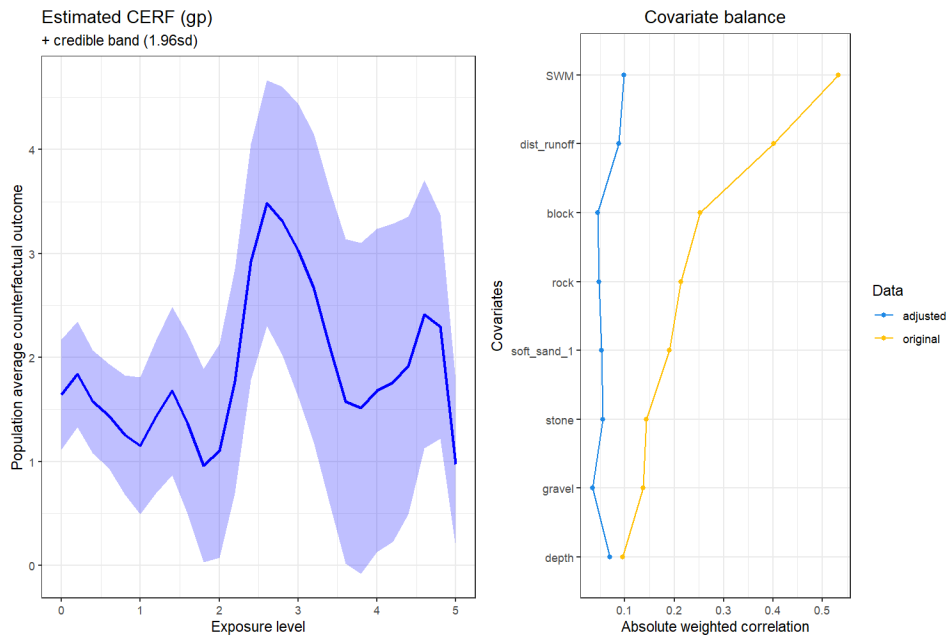 Estimated CERF (gp)
+ credible band (1.96sd)
Population average counterfactual outcome
4
3
2
1
0
0 1 2 3 4 5
Exposure level
Covariate balance
Covariates
SWM
dist_runoff
block
rock
soft_sand_1
stone
gravel
depth
0.1 0.2 0.3 0.4 0.5
Absolute weighted correlation
Data
adjusted
original